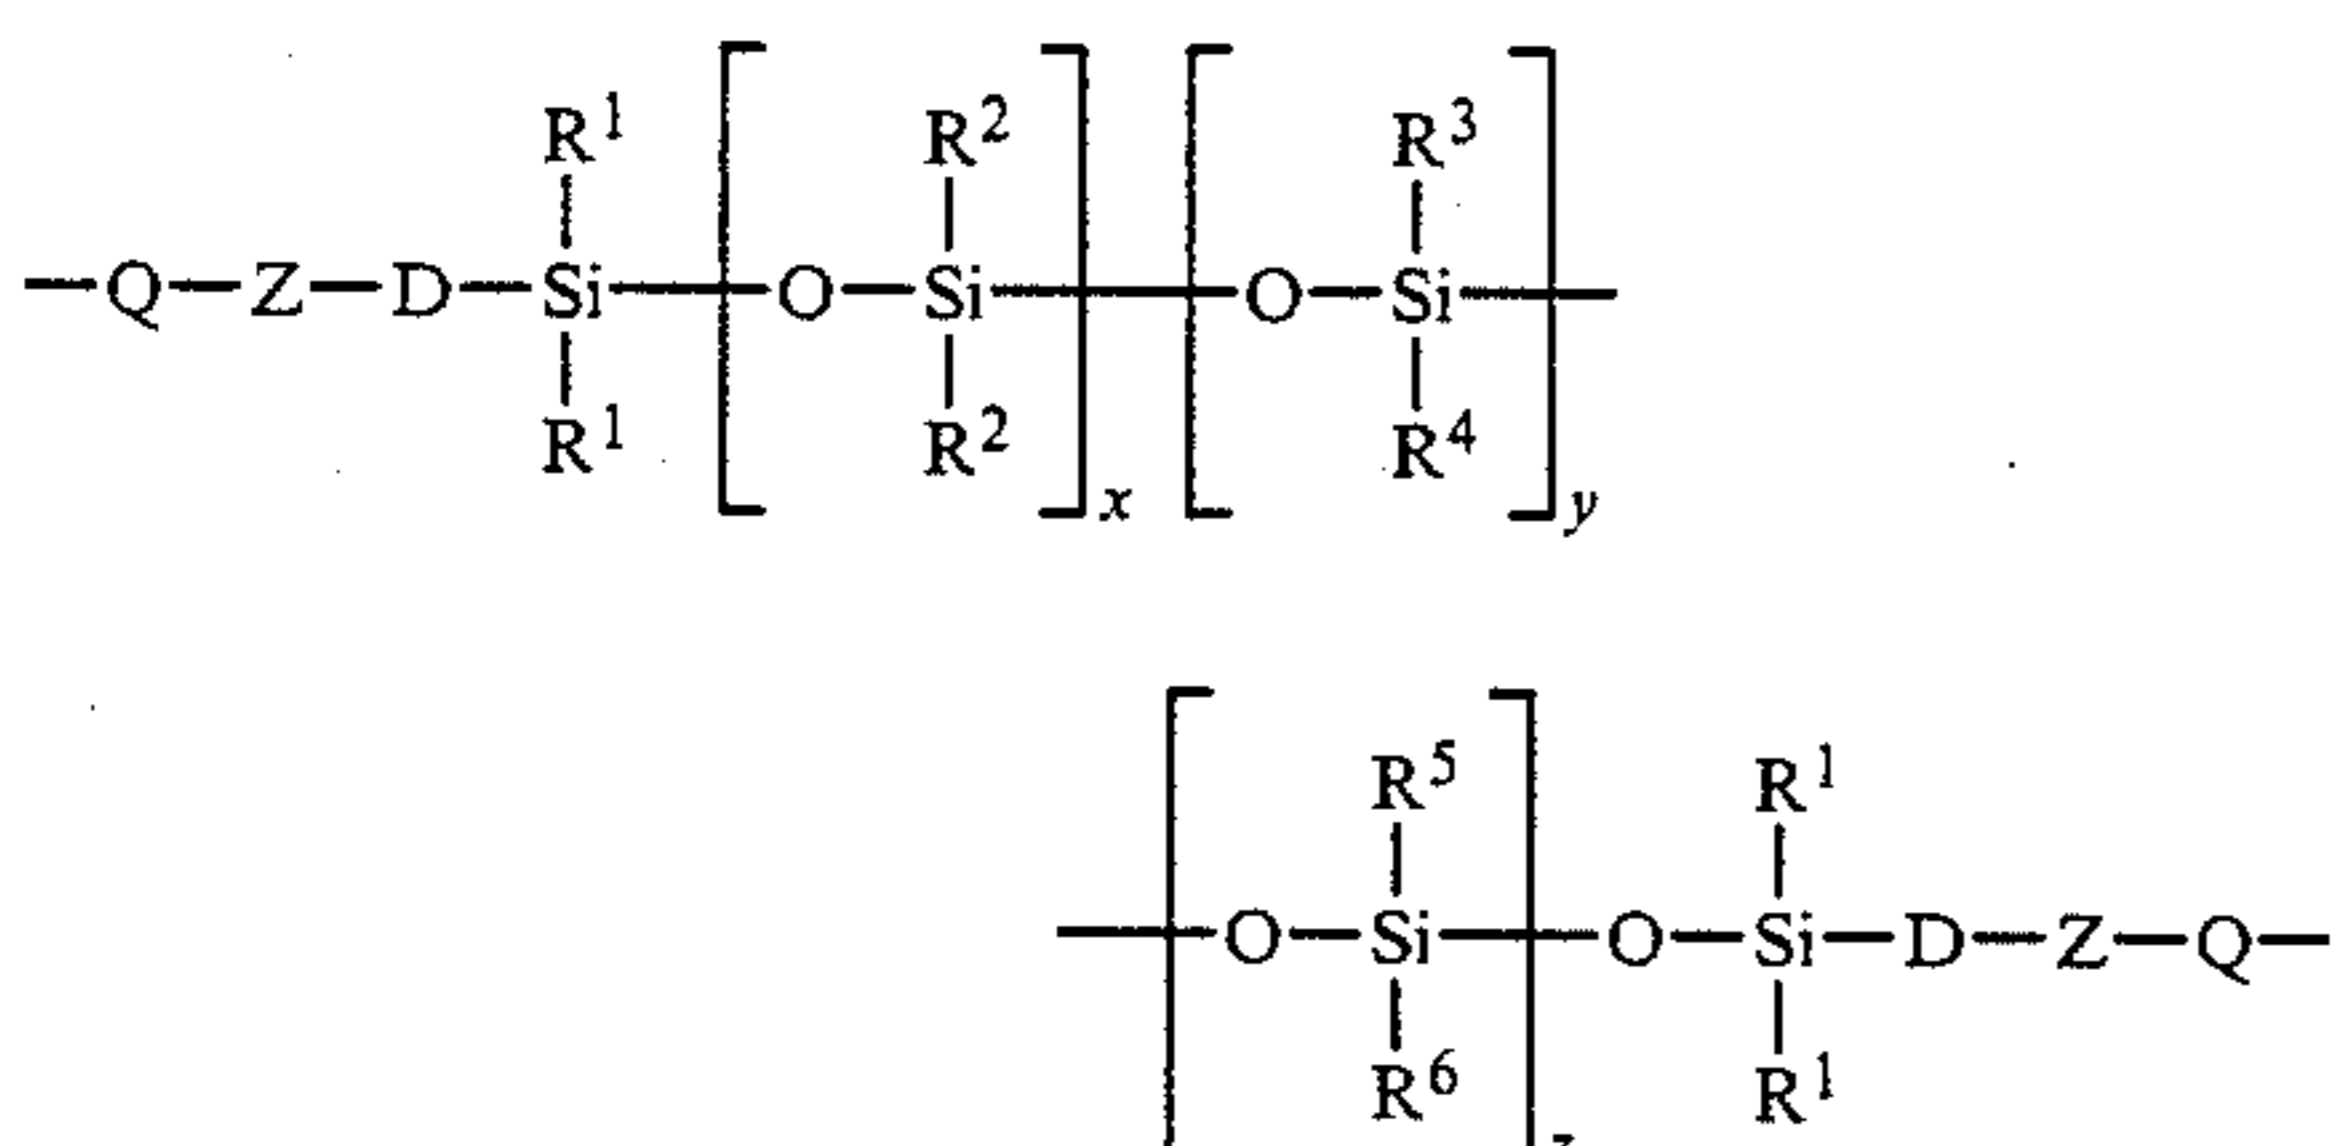 R1 R2 R3
—Q—Z—D—Si—O—Si—O—Si—
R1 R2 x R4 y
R5 R1
—O—Si—O—Si—D—Z—Q—
R6 z R1